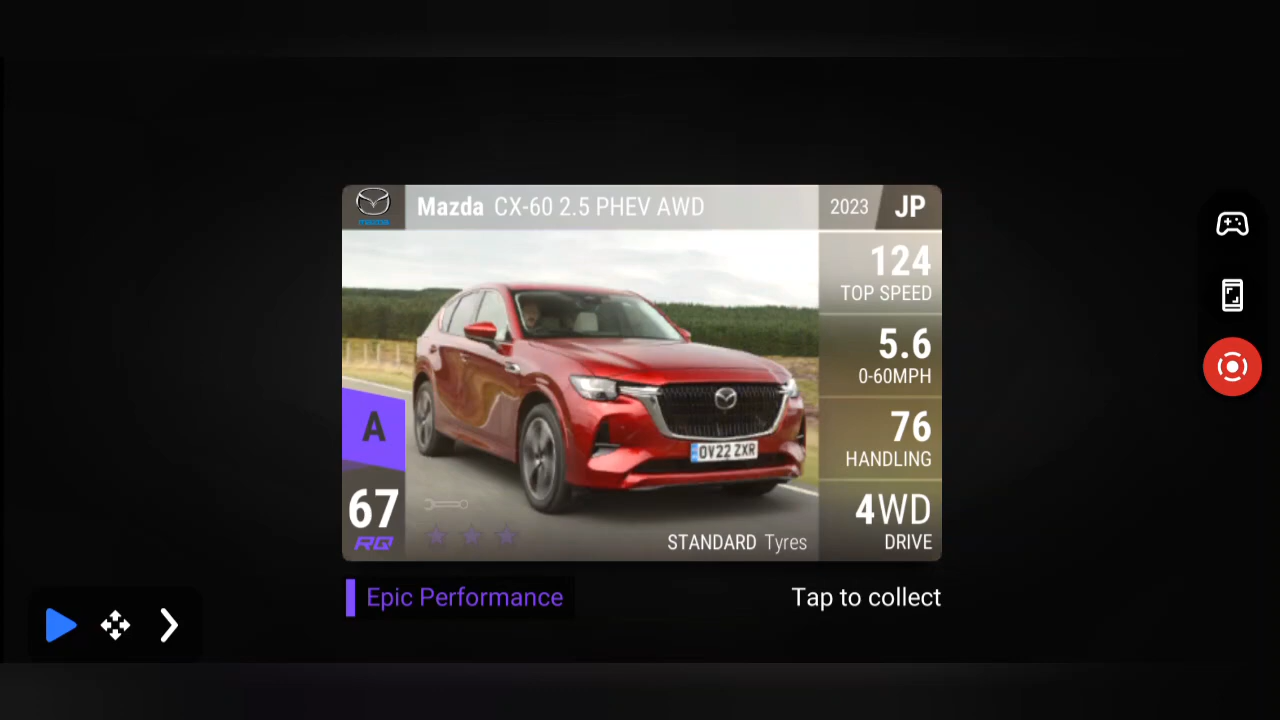 mazda
Mazda CX-60 2.5 PHEV AWD
2023 JP
124
TOP SPEED
5.6
0-60MPH
76
HANDLING
4WD
DRIVE
A
67
RQ
OV22 ZXR
STANDARD Tyres
Epic Performance
Tap to collect